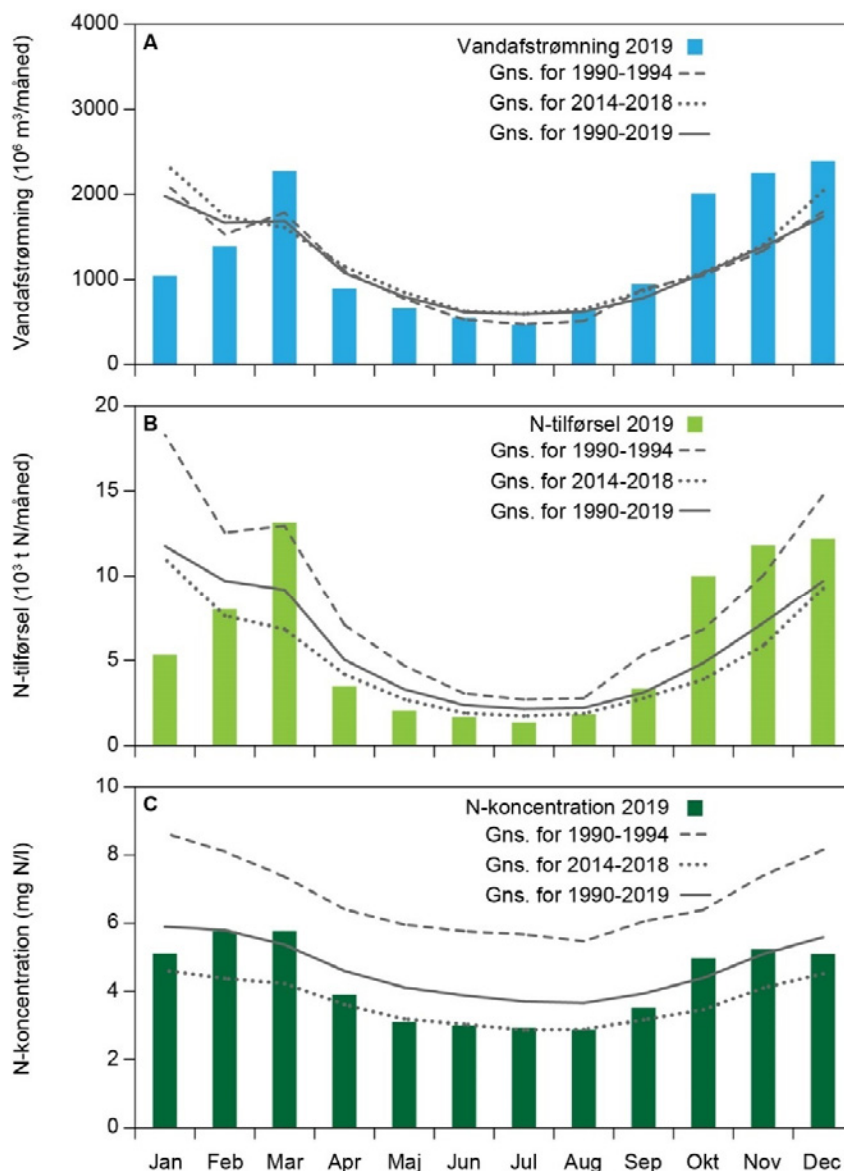 A
Vandafstrømning 2019
Gns. for 1990-1994
Gns. for 2014-2018
Gns. for 1990-2019
Vandafstrømning (10⁶ m³/måned)
4000
3000
2000
1000
0
B
N-tilførsel 2019
Gns. for 1990-1994
Gns. for 2014-2018
Gns. for 1990-2019
N-tilførsel (10³ t N/måned)
20
15
10
5
0
C
N-koncentration 2019
Gns. for 1990-1994
Gns. for 2014-2018
Gns. for 1990-2019
N-koncentration (mg N/l)
10
8
6
4
2
0
Jan Feb Mar Apr Maj Jun Jul Aug Sep Okt Nov Dec